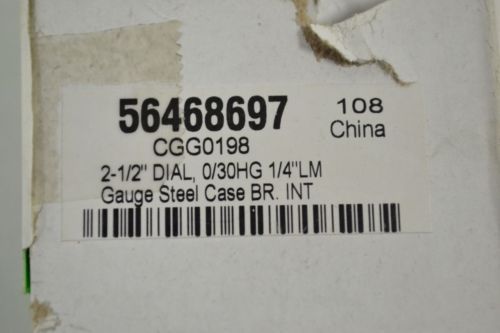 56468697 108
CGG0198 China
2-1/2" DIAL, 0/30HG 1/4"LM
Gauge Steel Case BR. INT